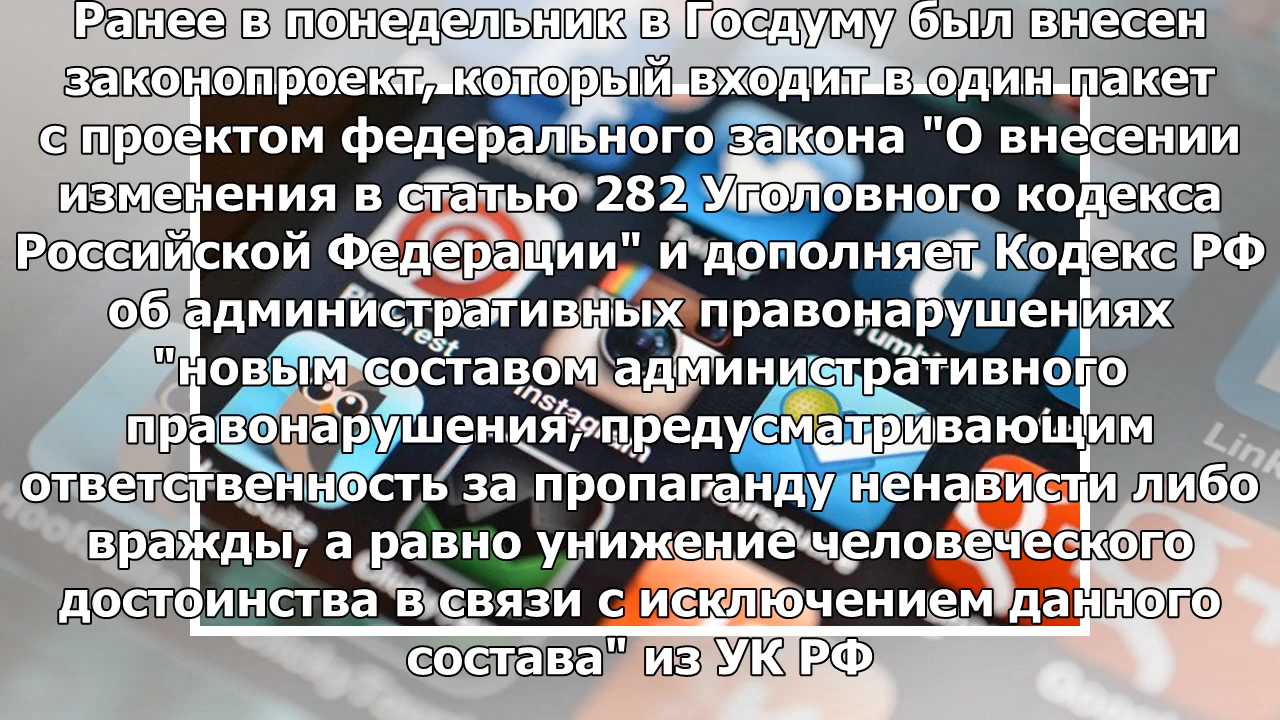 Ранее в понедельник в Госдуму был внесен
законопроект, который входит в один пакет
с проектом федерального закона "О внесении
изменения в статью 282 Уголовного кодекса
Российской Федерации" и дополняет Кодекс РФ
об административных правонарушениях
"новым составом административного
правонарушения, предусматривающим
ответственность за пропаганду ненависти либо
вражды, а равно унижение человеческого
достоинства в связи с исключением данного
состава" из УК РФ
Instagram